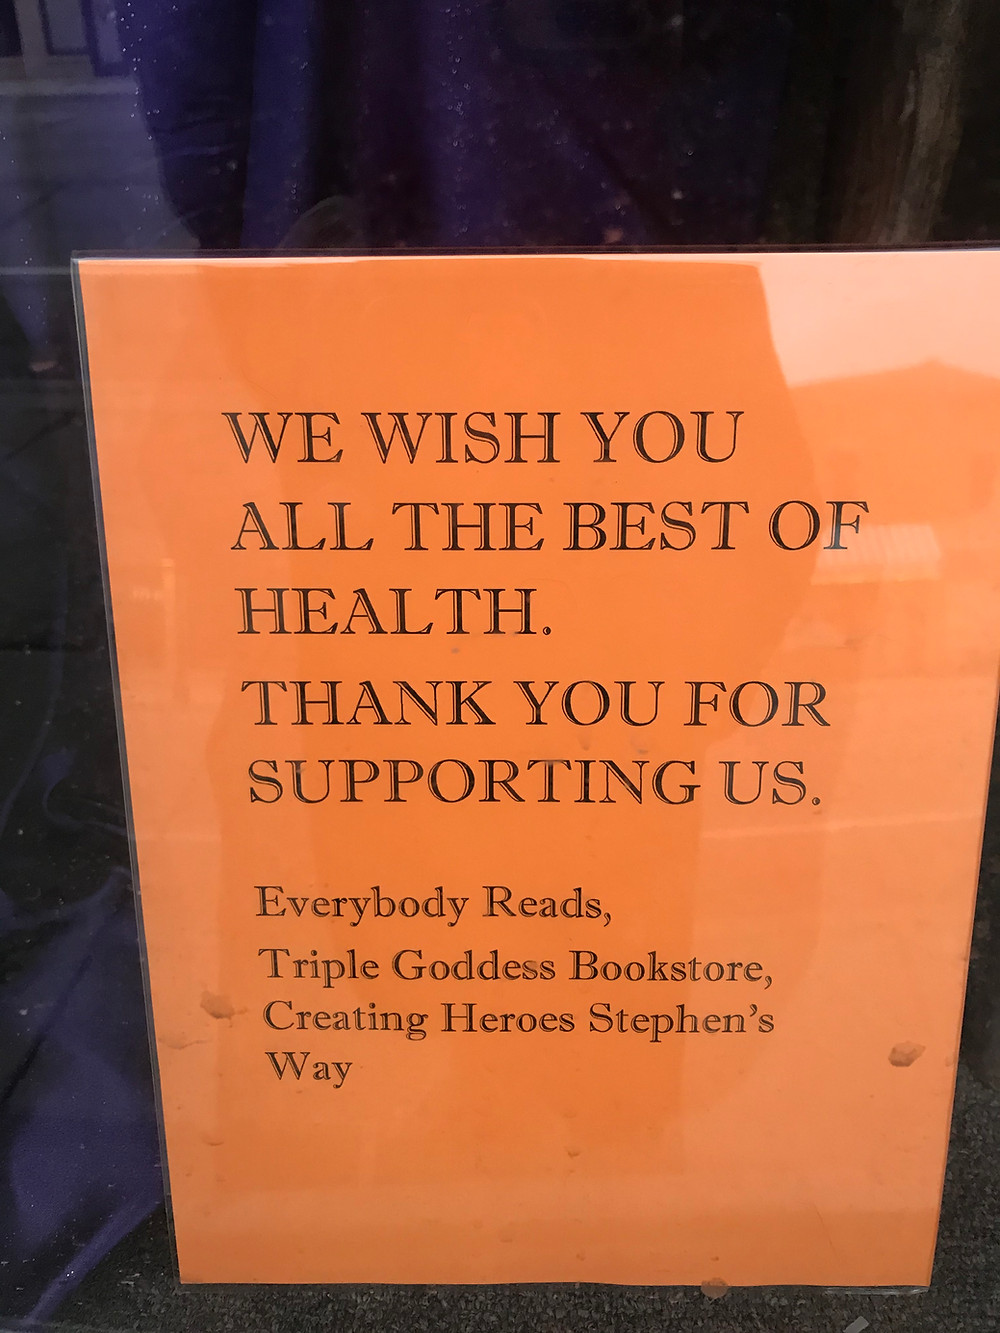 WE WISH YOU
ALL THE BEST OF
HEALTH.
THANK YOU FOR
SUPPORTING US.
Everybody Reads,
Triple Goddess Bookstore,
Creating Heroes Stephen's
Way